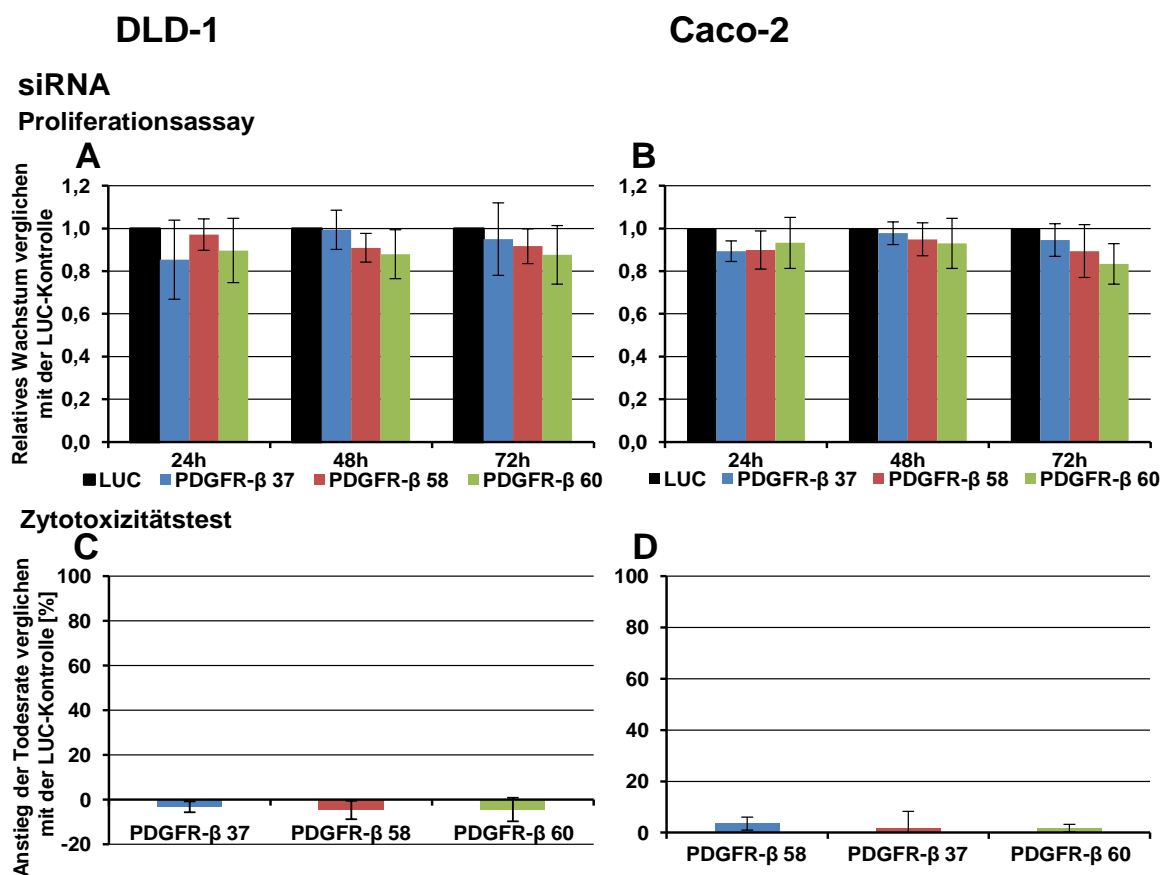 DLD-1
Caco-2
siRNA
Proliferationsassay
A
Relatives Wachstum verglichen
mit der LUC-Kontrolle
1,2
1,0
0,8
0,6
0,4
0,2
0,0
24h
48h
72h
LUC PDGFR-β 37 PDGFR-β 58 PDGFR-β 60
B
1,2
1,0
0,8
0,6
0,4
0,2
0,0
24h
48h
72h
LUC PDGFR-β 37 PDGFR-β 58 PDGFR-β 60
Zytotoxizitätstest
C
Anstieg der Todesrate verglichen
mit der LUC-Kontrolle [%]
100
80
60
40
20
0
-20
PDGFR-β 37
PDGFR-β 58
PDGFR-β 60
D
100
80
60
40
20
0
PDGFR-β 58
PDGFR-β 37
PDGFR-β 60